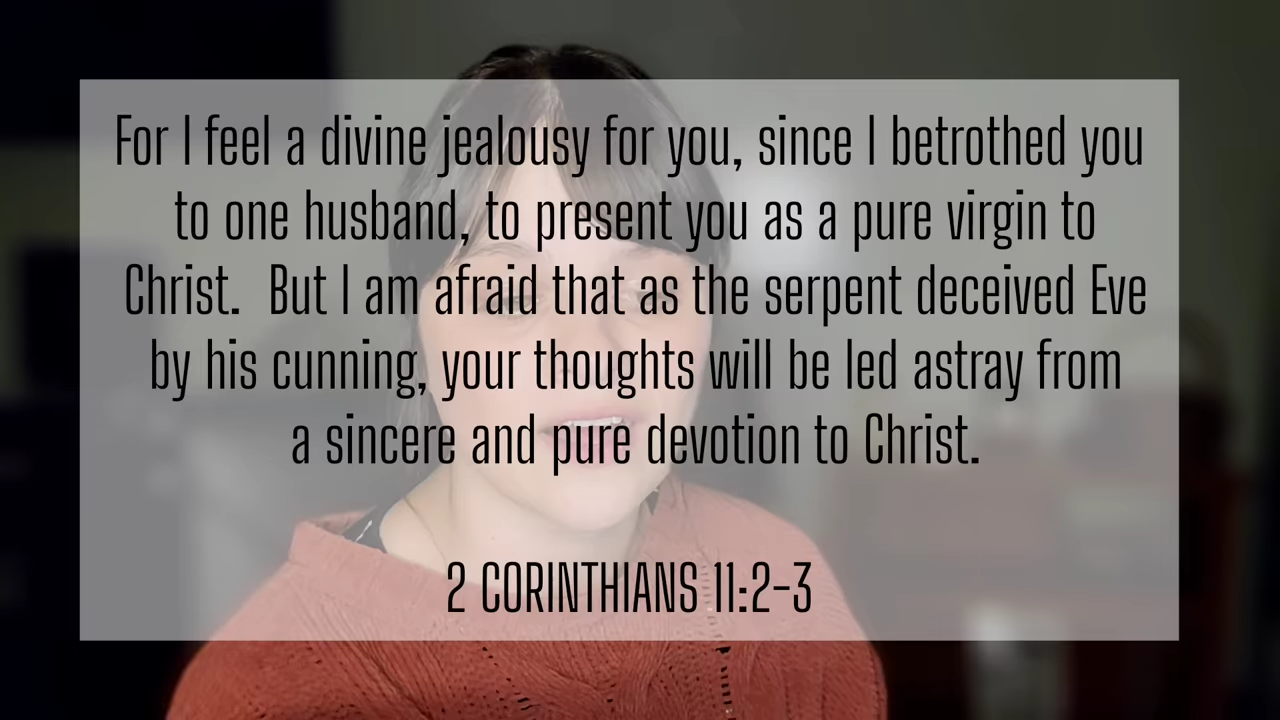 For I feel a divine jealousy for you, since I betrothed you
to one husband, to present you as a pure virgin to
Christ.  But I am afraid that as the serpent deceived Eve
by his cunning, your thoughts will be led astray from
a sincere and pure devotion to Christ.
2 CORINTHIANS 11:2-3